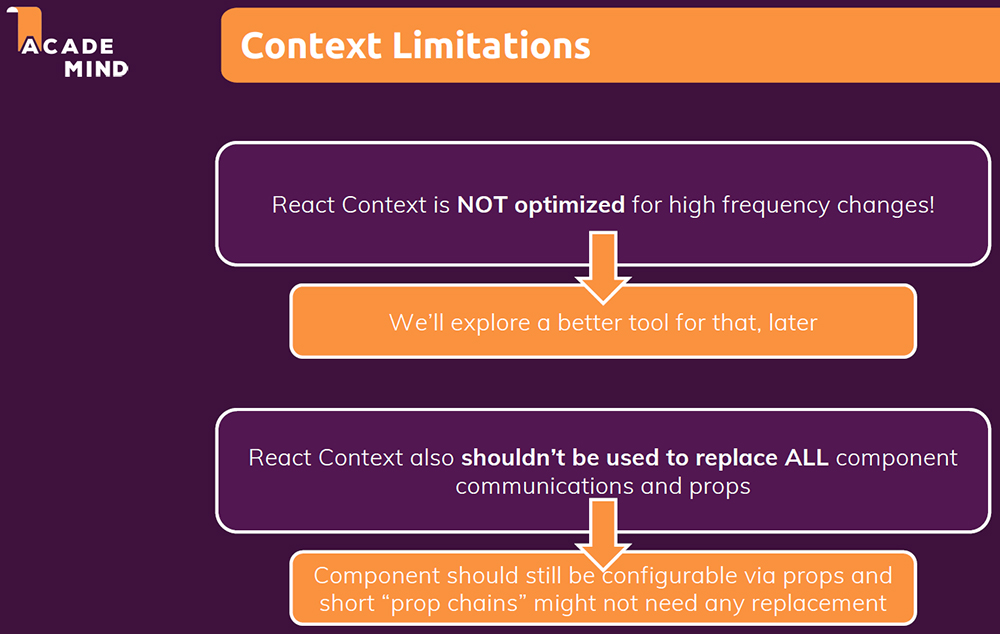 ACADE
MIND
Context Limitations
React Context is NOT optimized for high frequency changes!
We’ll explore a better tool for that, later
React Context also shouldn’t be used to replace ALL component
communications and props
Component should still be configurable via props and
short “prop chains” might not need any replacement